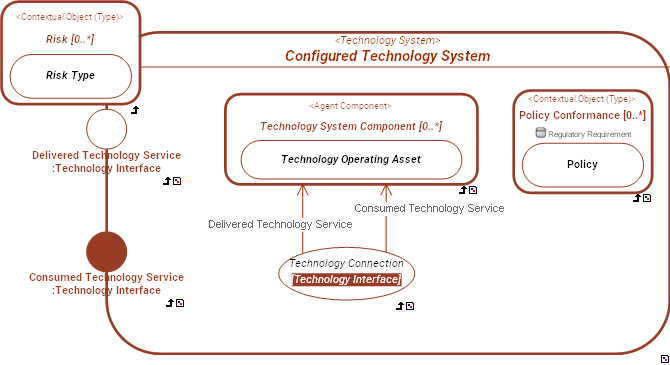 <Contextual Object (Type)>
Risk [0..*]
Risk Type
<Technology System>
Configured Technology System
<Agent Component>
Technology System Component [0..*]
Technology Operating Asset
<Contextual Object (Type)>
Policy Conformance [0..*]
Regulatory Requirement
Policy
Delivered Technology Service
:Technology Interface
Delivered Technology Service
Consumed Technology Service
Technology Connection
[Technology Interface]
Consumed Technology Service
:Technology Interface